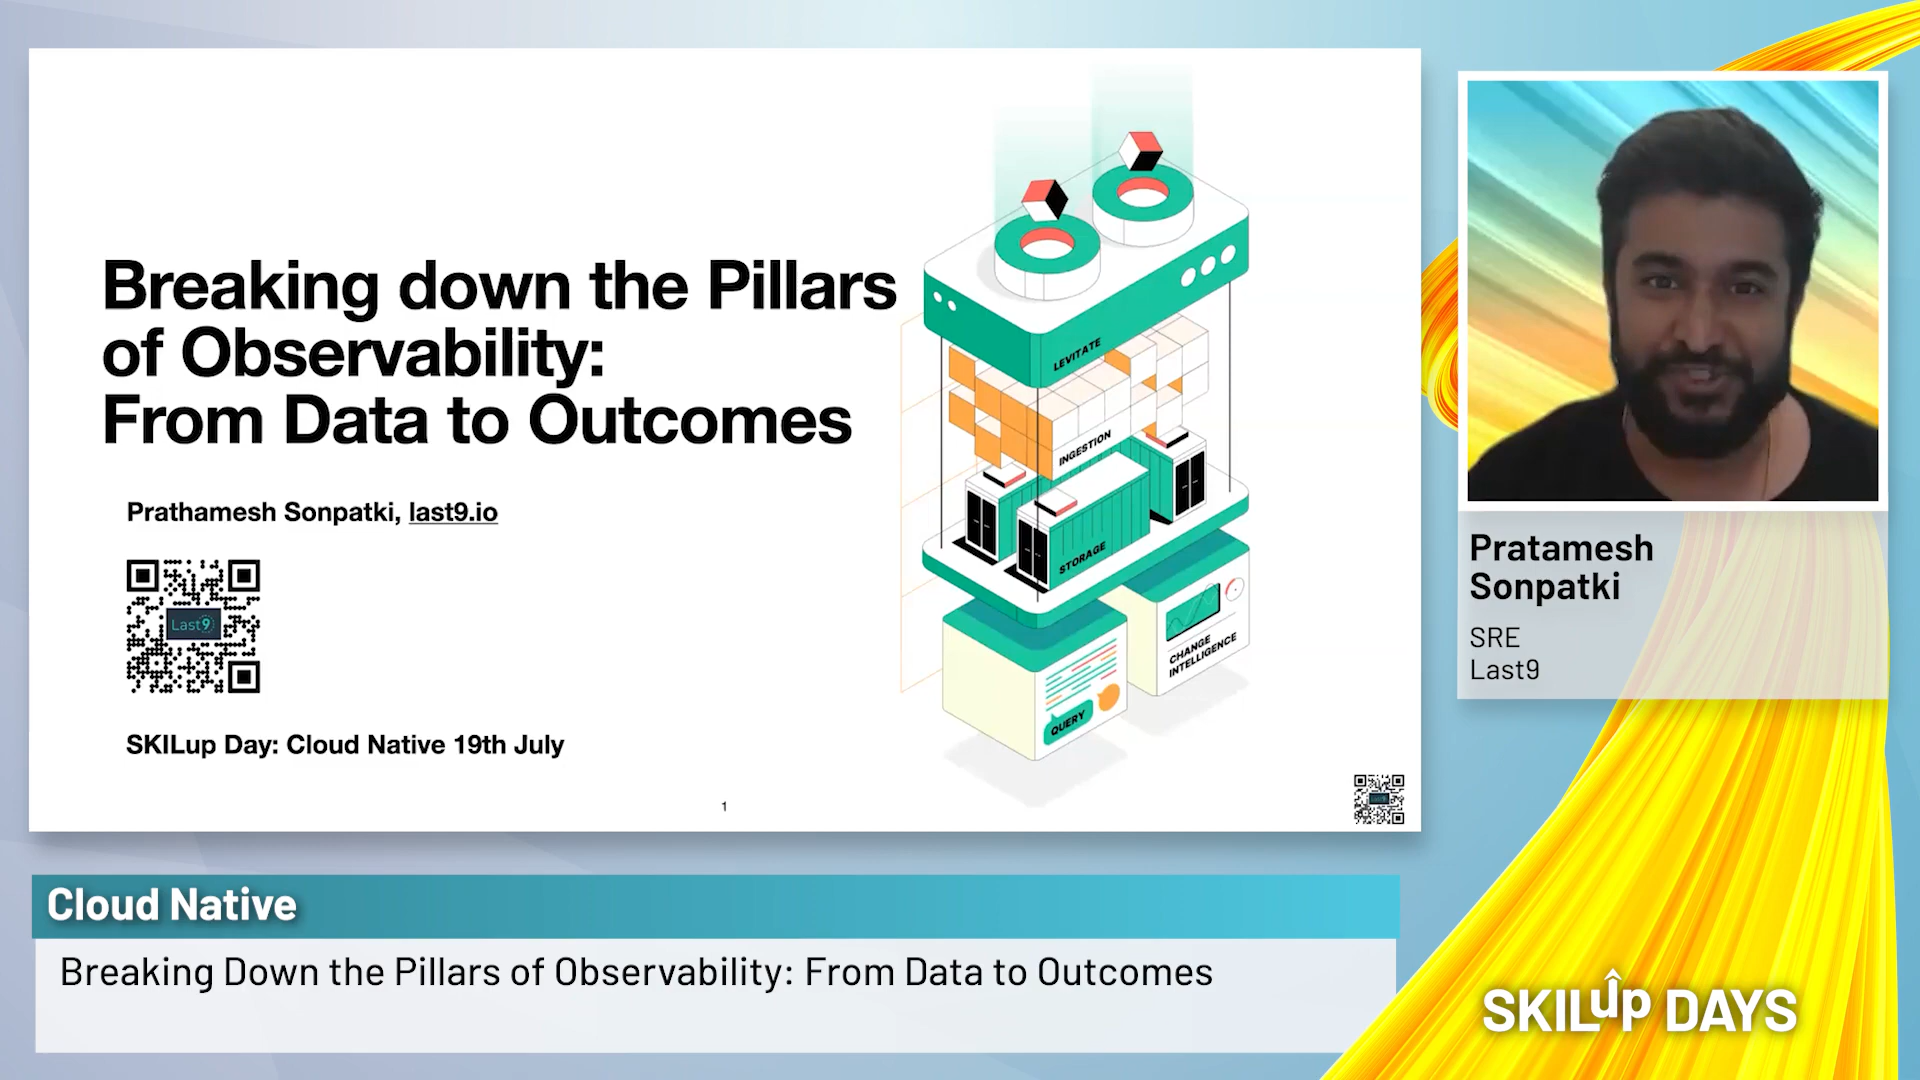 Breaking down the Pillars
of Observability:
From Data to Outcomes
Prathamesh Sonpatki, last9.io
Last9
SKILup Day: Cloud Native 19th July
1
LEVITATE
INGESTION
STORAGE
CHANGE
INTELLIGENCE
QUERY
Last9
Pratamesh
Sonpatki
SRE
Last9
Cloud Native
Breaking Down the Pillars of Observability: From Data to Outcomes
SKILup DAYS